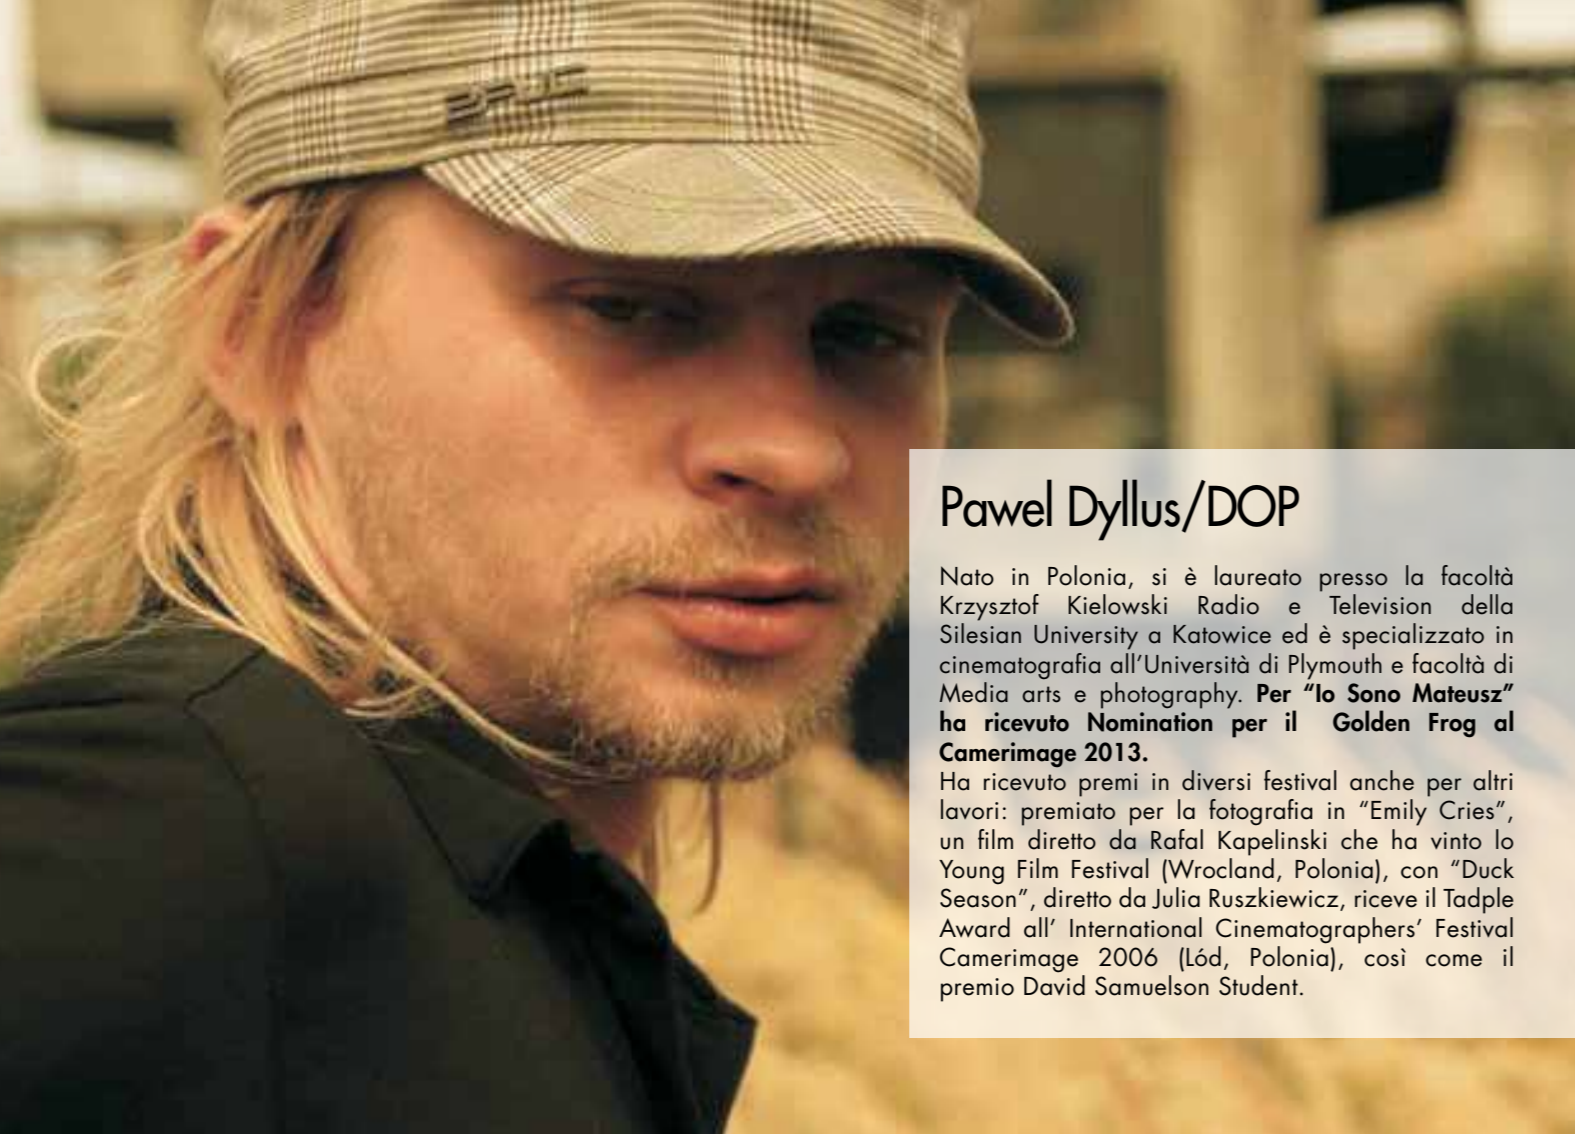 Pawel Dyllus/DOP
Nato in Polonia, si è laureato presso la facoltà
Krzysztof Kielowski Radio e Television della
Silesian University a Katowice ed è specializzato in
cinematografia all'Università di Plymouth e facoltà di
Media arts e photography. Per "Io Sono Mateusz"
ha ricevuto Nomination per il Golden Frog al
Camerimage 2013.
Ha ricevuto premi in diversi festival anche per altri
lavori: premiato per la fotografia in "Emily Cries",
un film diretto da Rafal Kapelinski che ha vinto lo
Young Film Festival (Wrocland, Polonia), con "Duck
Season", diretto da Julia Ruszkiewicz, riceve il Tadple
Award all' International Cinematographers' Festival
Camerimage 2006 (Lód, Polonia), così come il
premio David Samuelson Student.